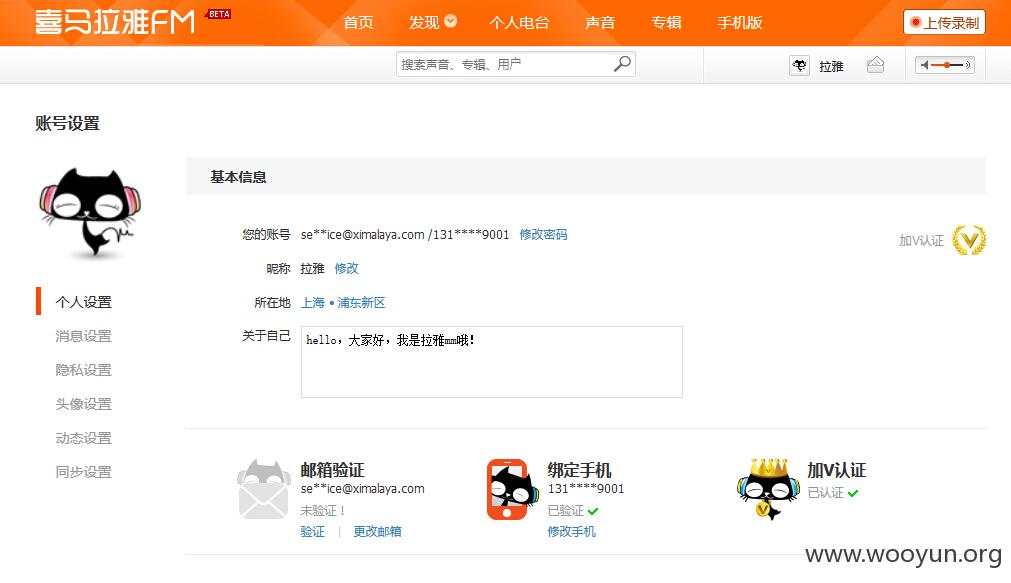 喜马拉雅FM BETA 首页 发现 个人电台 声音 专辑 手机版 上传录制
搜索声音、专辑、用户 拉雅
账号设置
基本信息
您的账号 se**ice@ximalaya.com /131****9001 修改密码
加V认证
昵称 拉雅 修改
所在地 上海 • 浦东新区
关于自己 hello，大家好，我是拉雅mm哦！
个人设置
消息设置
隐私设置
头像设置
动态设置
同步设置
邮箱验证
se**ice@ximalaya.com
未验证！
验证 | 更改邮箱
绑定手机
131****9001
已验证
修改手机
加V认证
已认证
www.wooyun.org